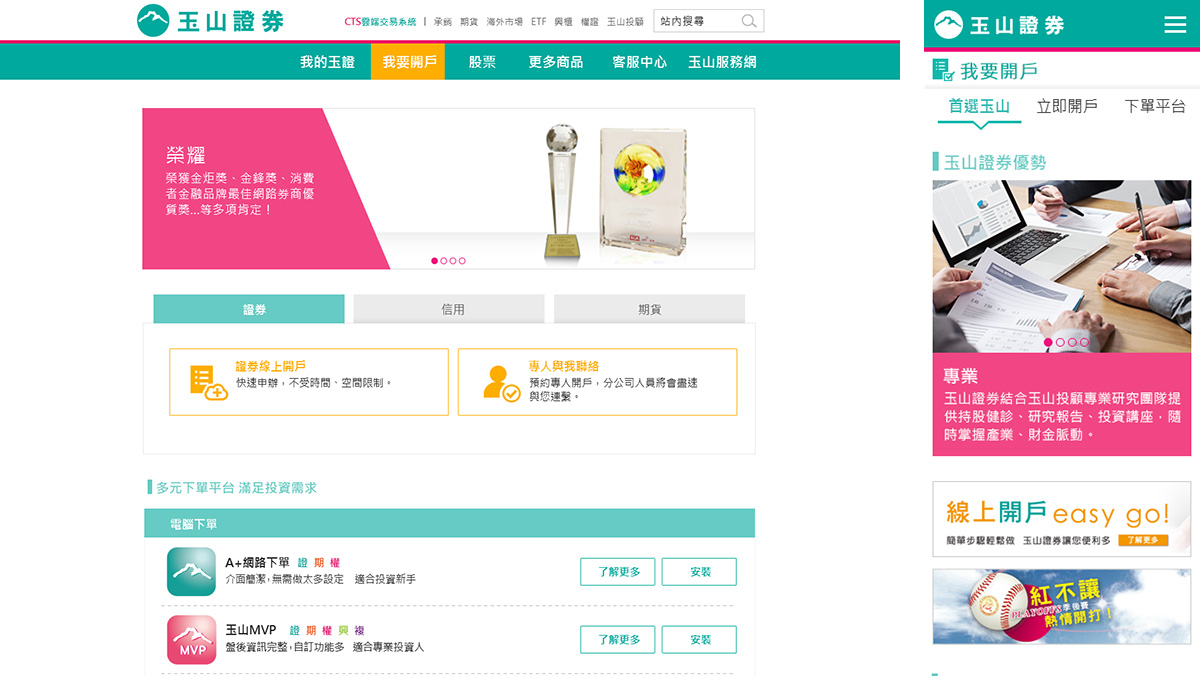 玉山證券
CTS雲端交易系統 | 承銷 期貨 海外市場 ETF 興櫃 權證 玉山投顧
站內搜尋
我的玉證 我要開戶 股票 更多商品 客服中心 玉山服務網
榮耀
榮獲金炬獎、金鋒獎、消費
者金融品牌最佳網路券商優
質獎...等多項肯定！
證券 信用 期貨
證券線上開戶
快速申辦，不受時間、空間限制。
專人與我聯絡
預約專人開戶，分公司人員將會盡速
與您連繫。
多元下單平台 滿足投資需求
電腦下單
A+網路下單 證 期 權
介面簡潔，無需做太多設定 適合投資新手
了解更多 安裝
玉山MVP 證 期 權 興 複
盤後資訊完整，自訂功能多 適合專業投資人
MVP
了解更多 安裝
玉山證券
我要開戶
首選玉山 立即開戶 下單平台
玉山證券優勢
專業
玉山證券結合玉山投顧專業研究團隊提
供持股健診、研究報告、投資講座，隨
時掌握產業、財金脈動。
線上開戶 easy go!
簡單步驟輕鬆做 玉山證券讓您便利多 了解更多
紅不讓
PLAYOFFS 季後賽
熱情開打！